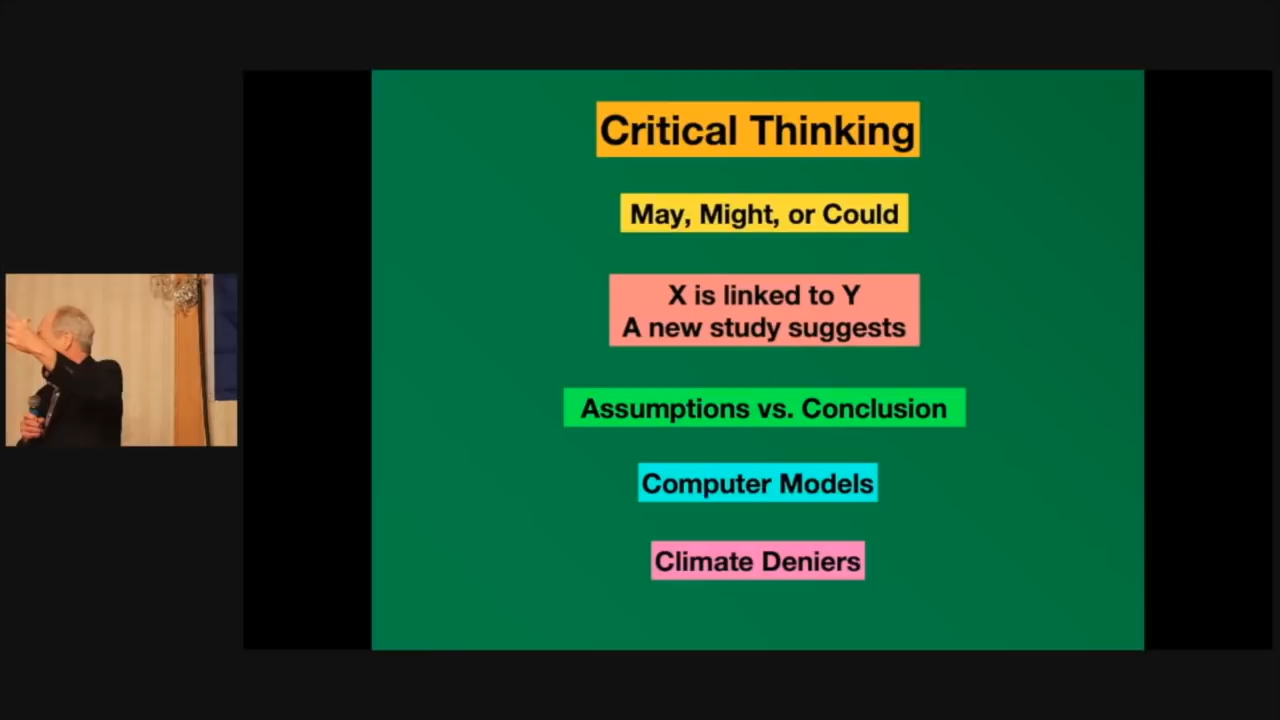 Critical Thinking
May, Might, or Could
X is linked to Y
A new study suggests
Assumptions vs. Conclusion
Computer Models
Climate Deniers